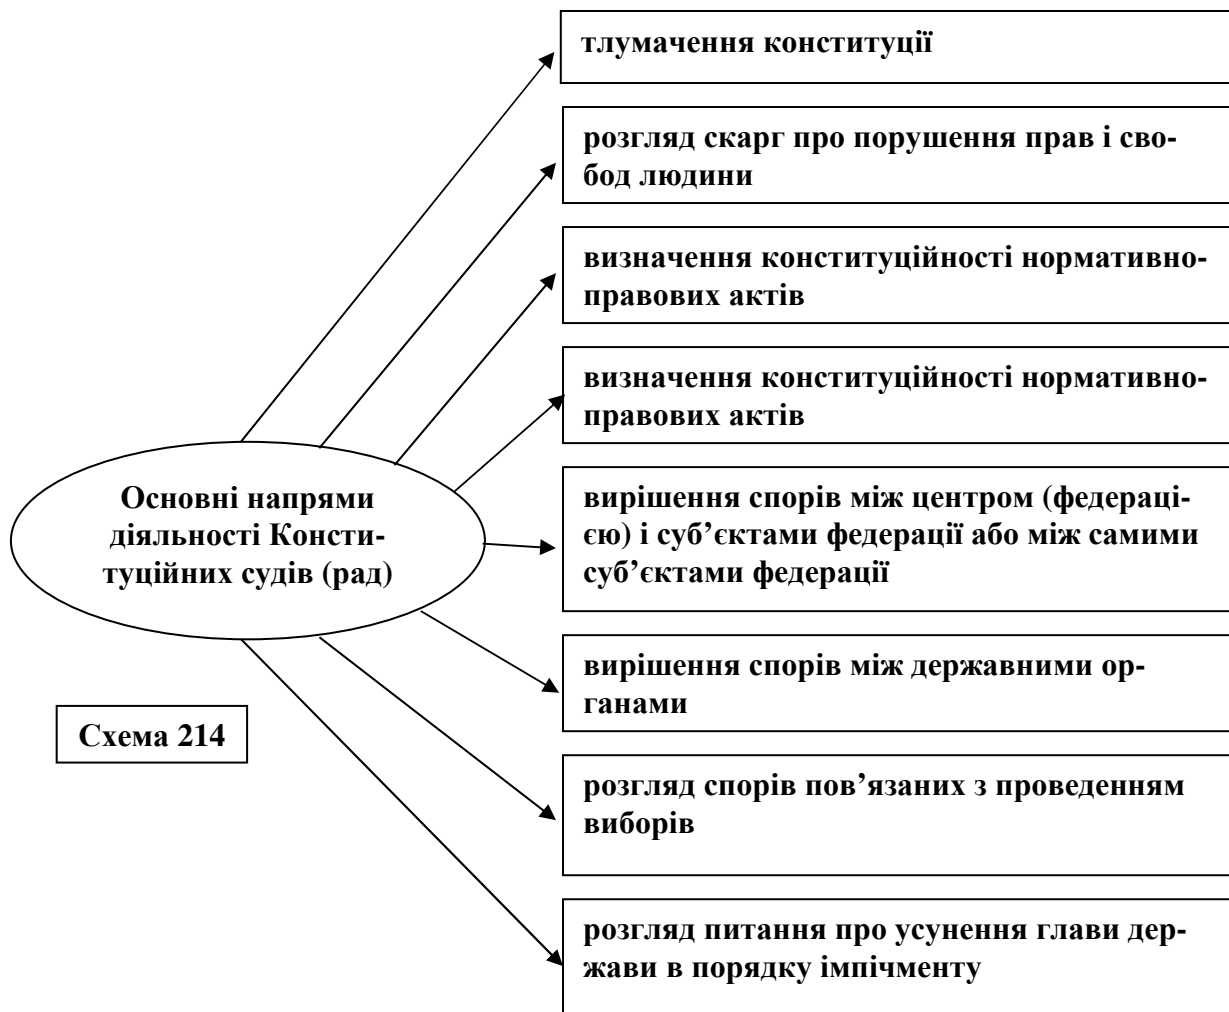 тлумачення конституції
розгляд скарг про порушення прав і сво-
бод людини
визначення конституційності нормативно-
правових актів
визначення конституційності нормативно-
правових актів
Основні напрями
діяльності Консти-
туційних судів (рад)
вирішення спорів між центром (федераці-
єю) і суб’єктами федерації або між самими
суб’єктами федерації
вирішення спорів між державними ор-
ганами
Схема 214
розгляд спорів пов’язаних з проведенням
виборів
розгляд питання про усунення глави дер-
жави в порядку імпічменту